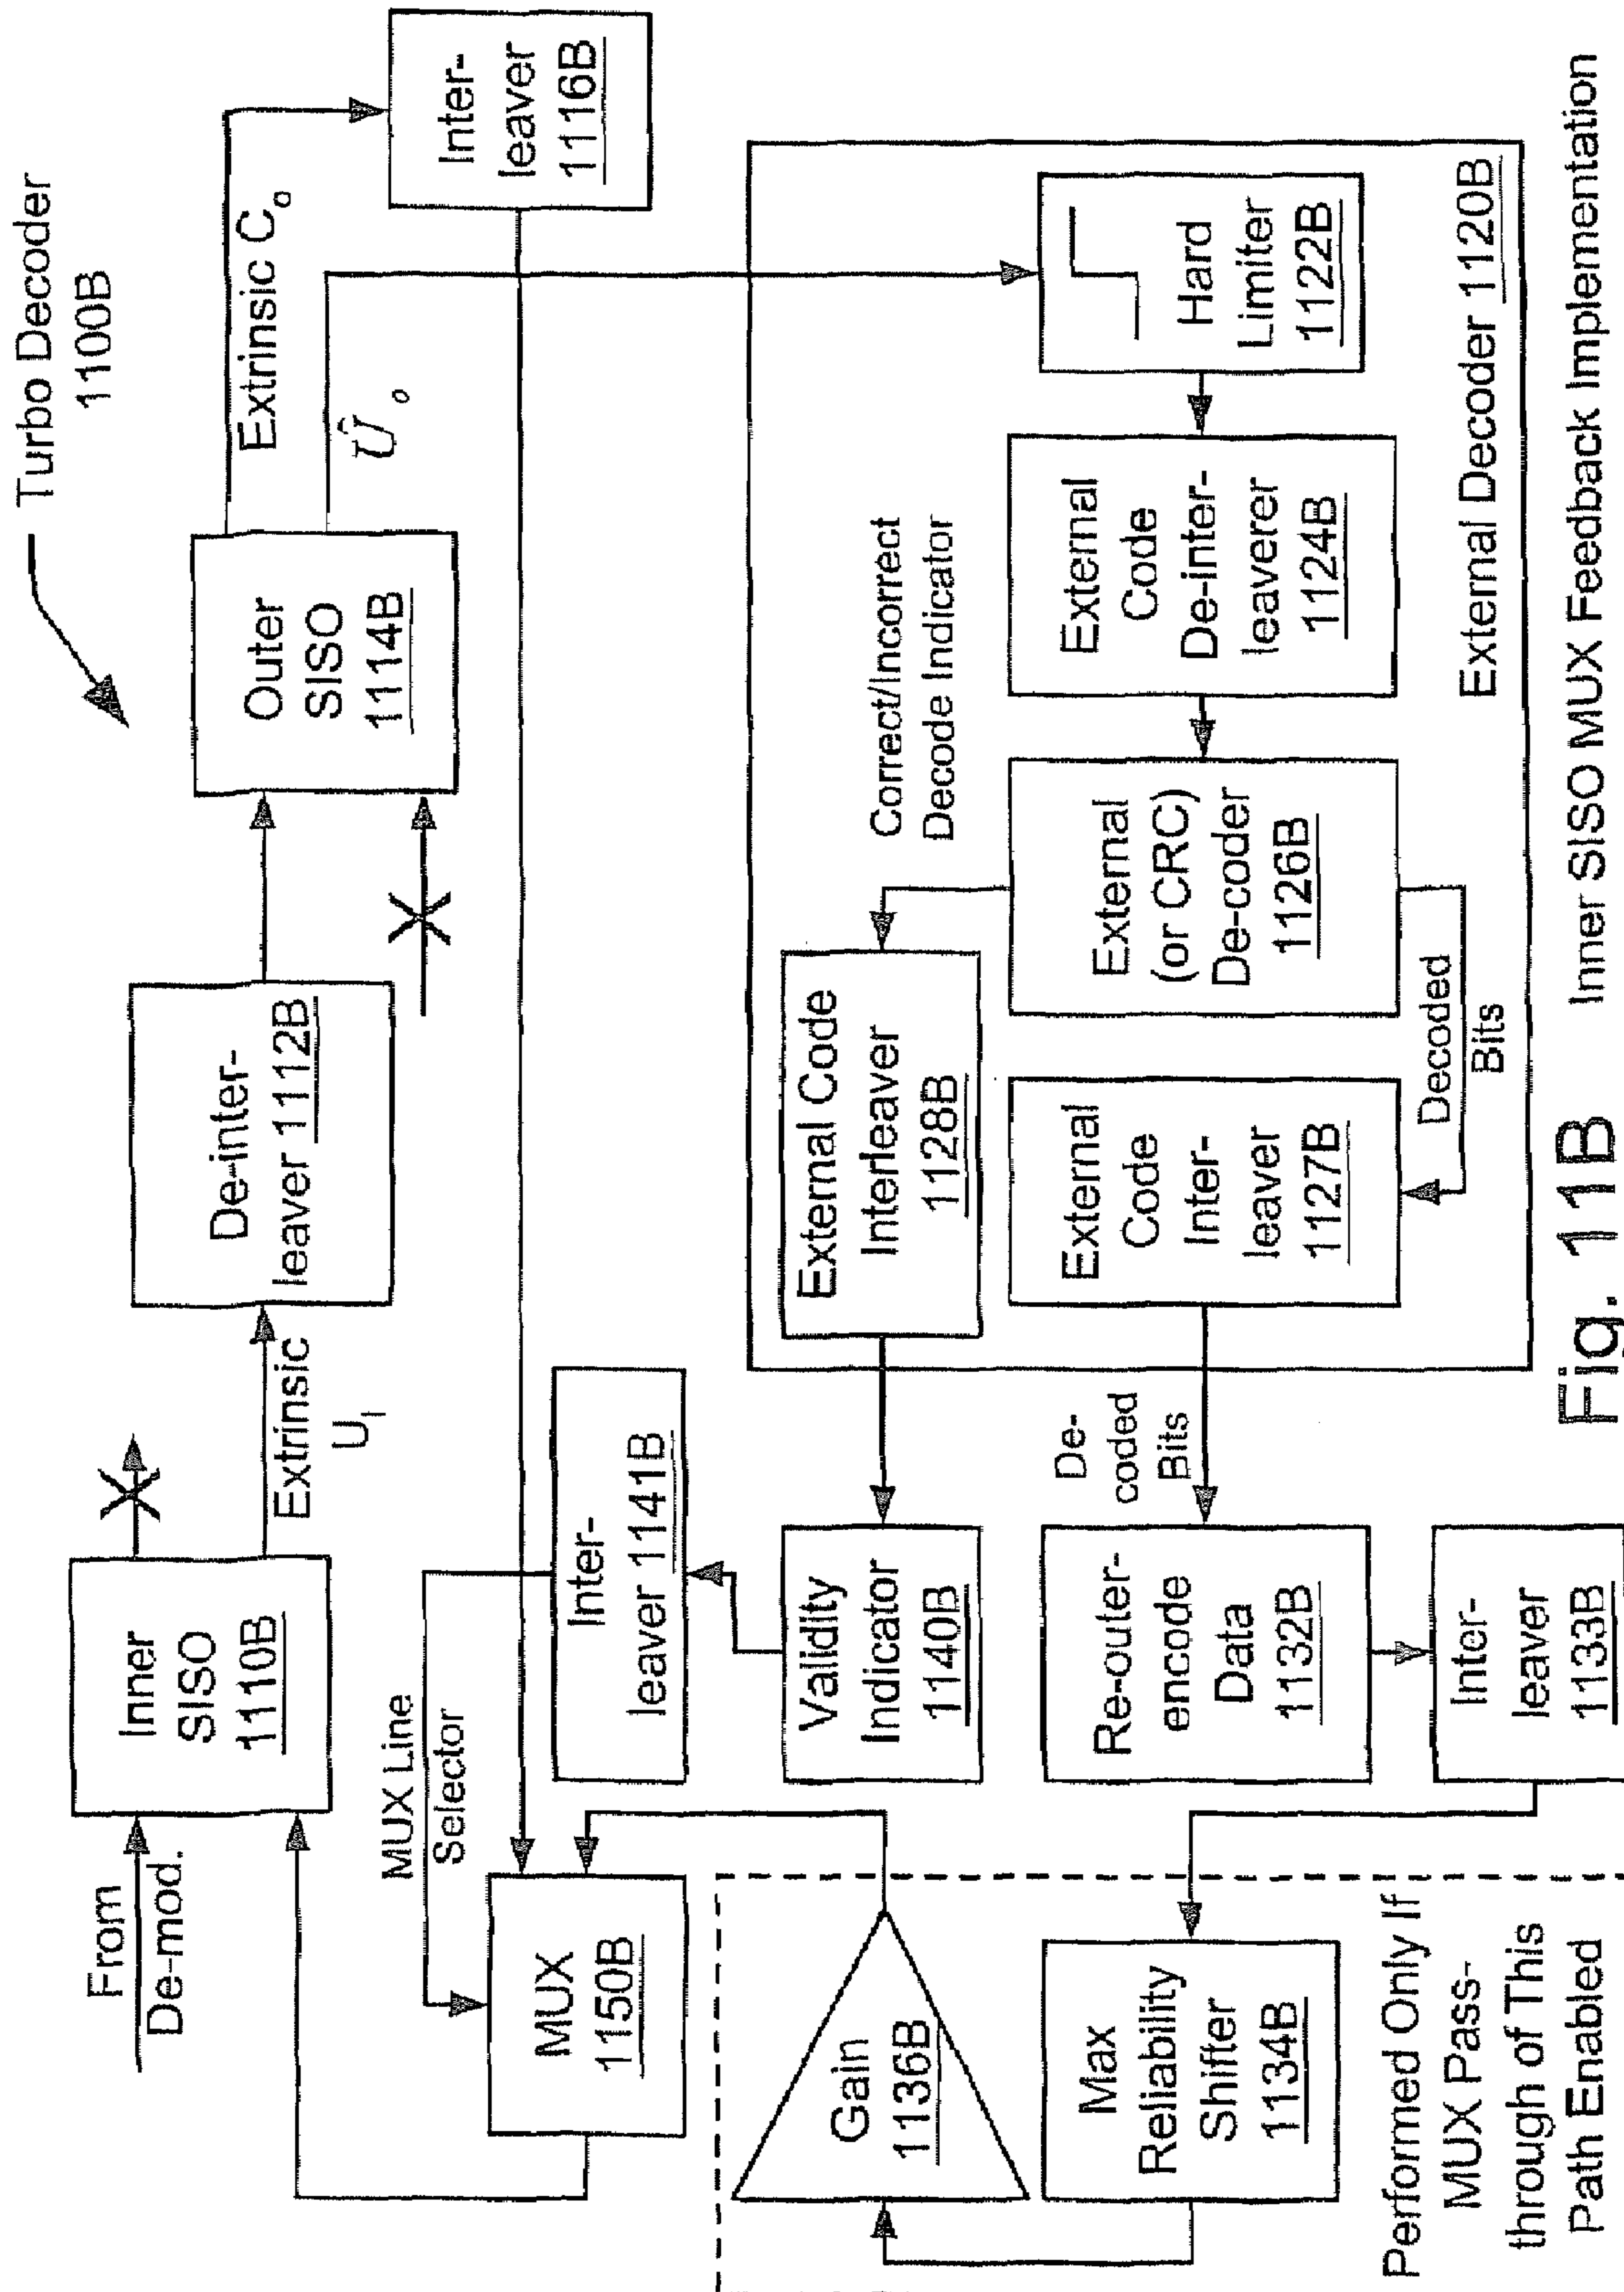 Turbo Decoder
1100B
From
De-mod.
Inner
SISO
1110B
Extrinsic
U_I
De-inter-
leaver 1112B
Outer
SISO
1114B
Extrinsic C_o
Û_o
Inter-
leaver
1116B
MUX Line
Selector
MUX
1150B
Inter-
leaver 1141B
Validity
Indicator
1140B
Correct/Incorrect
Decode Indicator
External Code
Interleaver
1128B
Hard
Limiter
1122B
External
Code
De-inter-
leaverer
1124B
External
(or CRC)
De-coder
1126B
External
Code
Inter-
leaver
1127B
Decoded
Bits
External Decoder 1120B
De-
coded
Bits
Re-outer-
encode
Data
1132B
Inter-
leaver
1133B
Gain
1136B
Max
Reliability
Shifter
1134B
Performed Only If
MUX Pass-
through of This
Path Enabled
Fig. 11B Inner SISO MUX Feedback Implementation